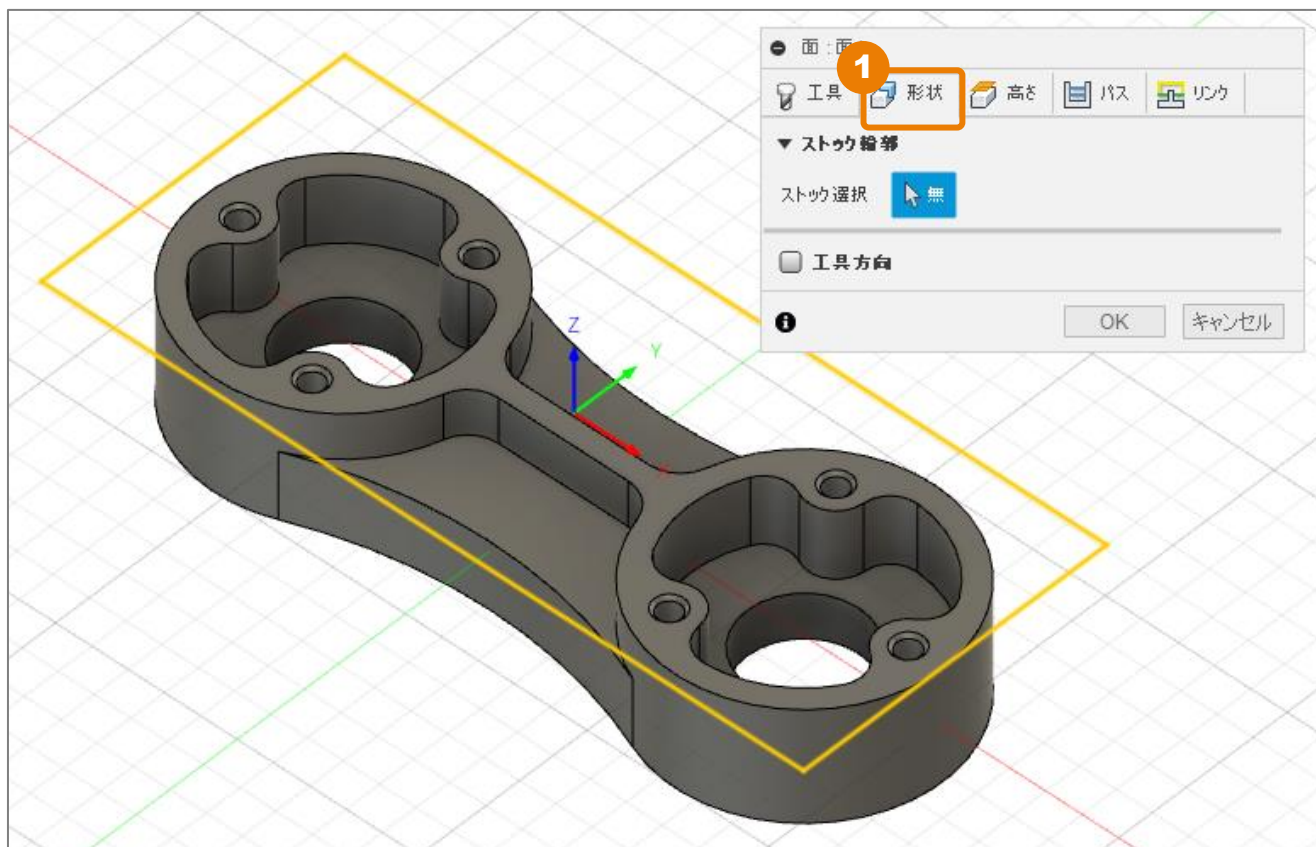 面 : 面
1
工具 形状 高さ パス リンク
▼ ストック輪郭
ストック選択 無
工具方向
OK キャンセル
Z
Y
X